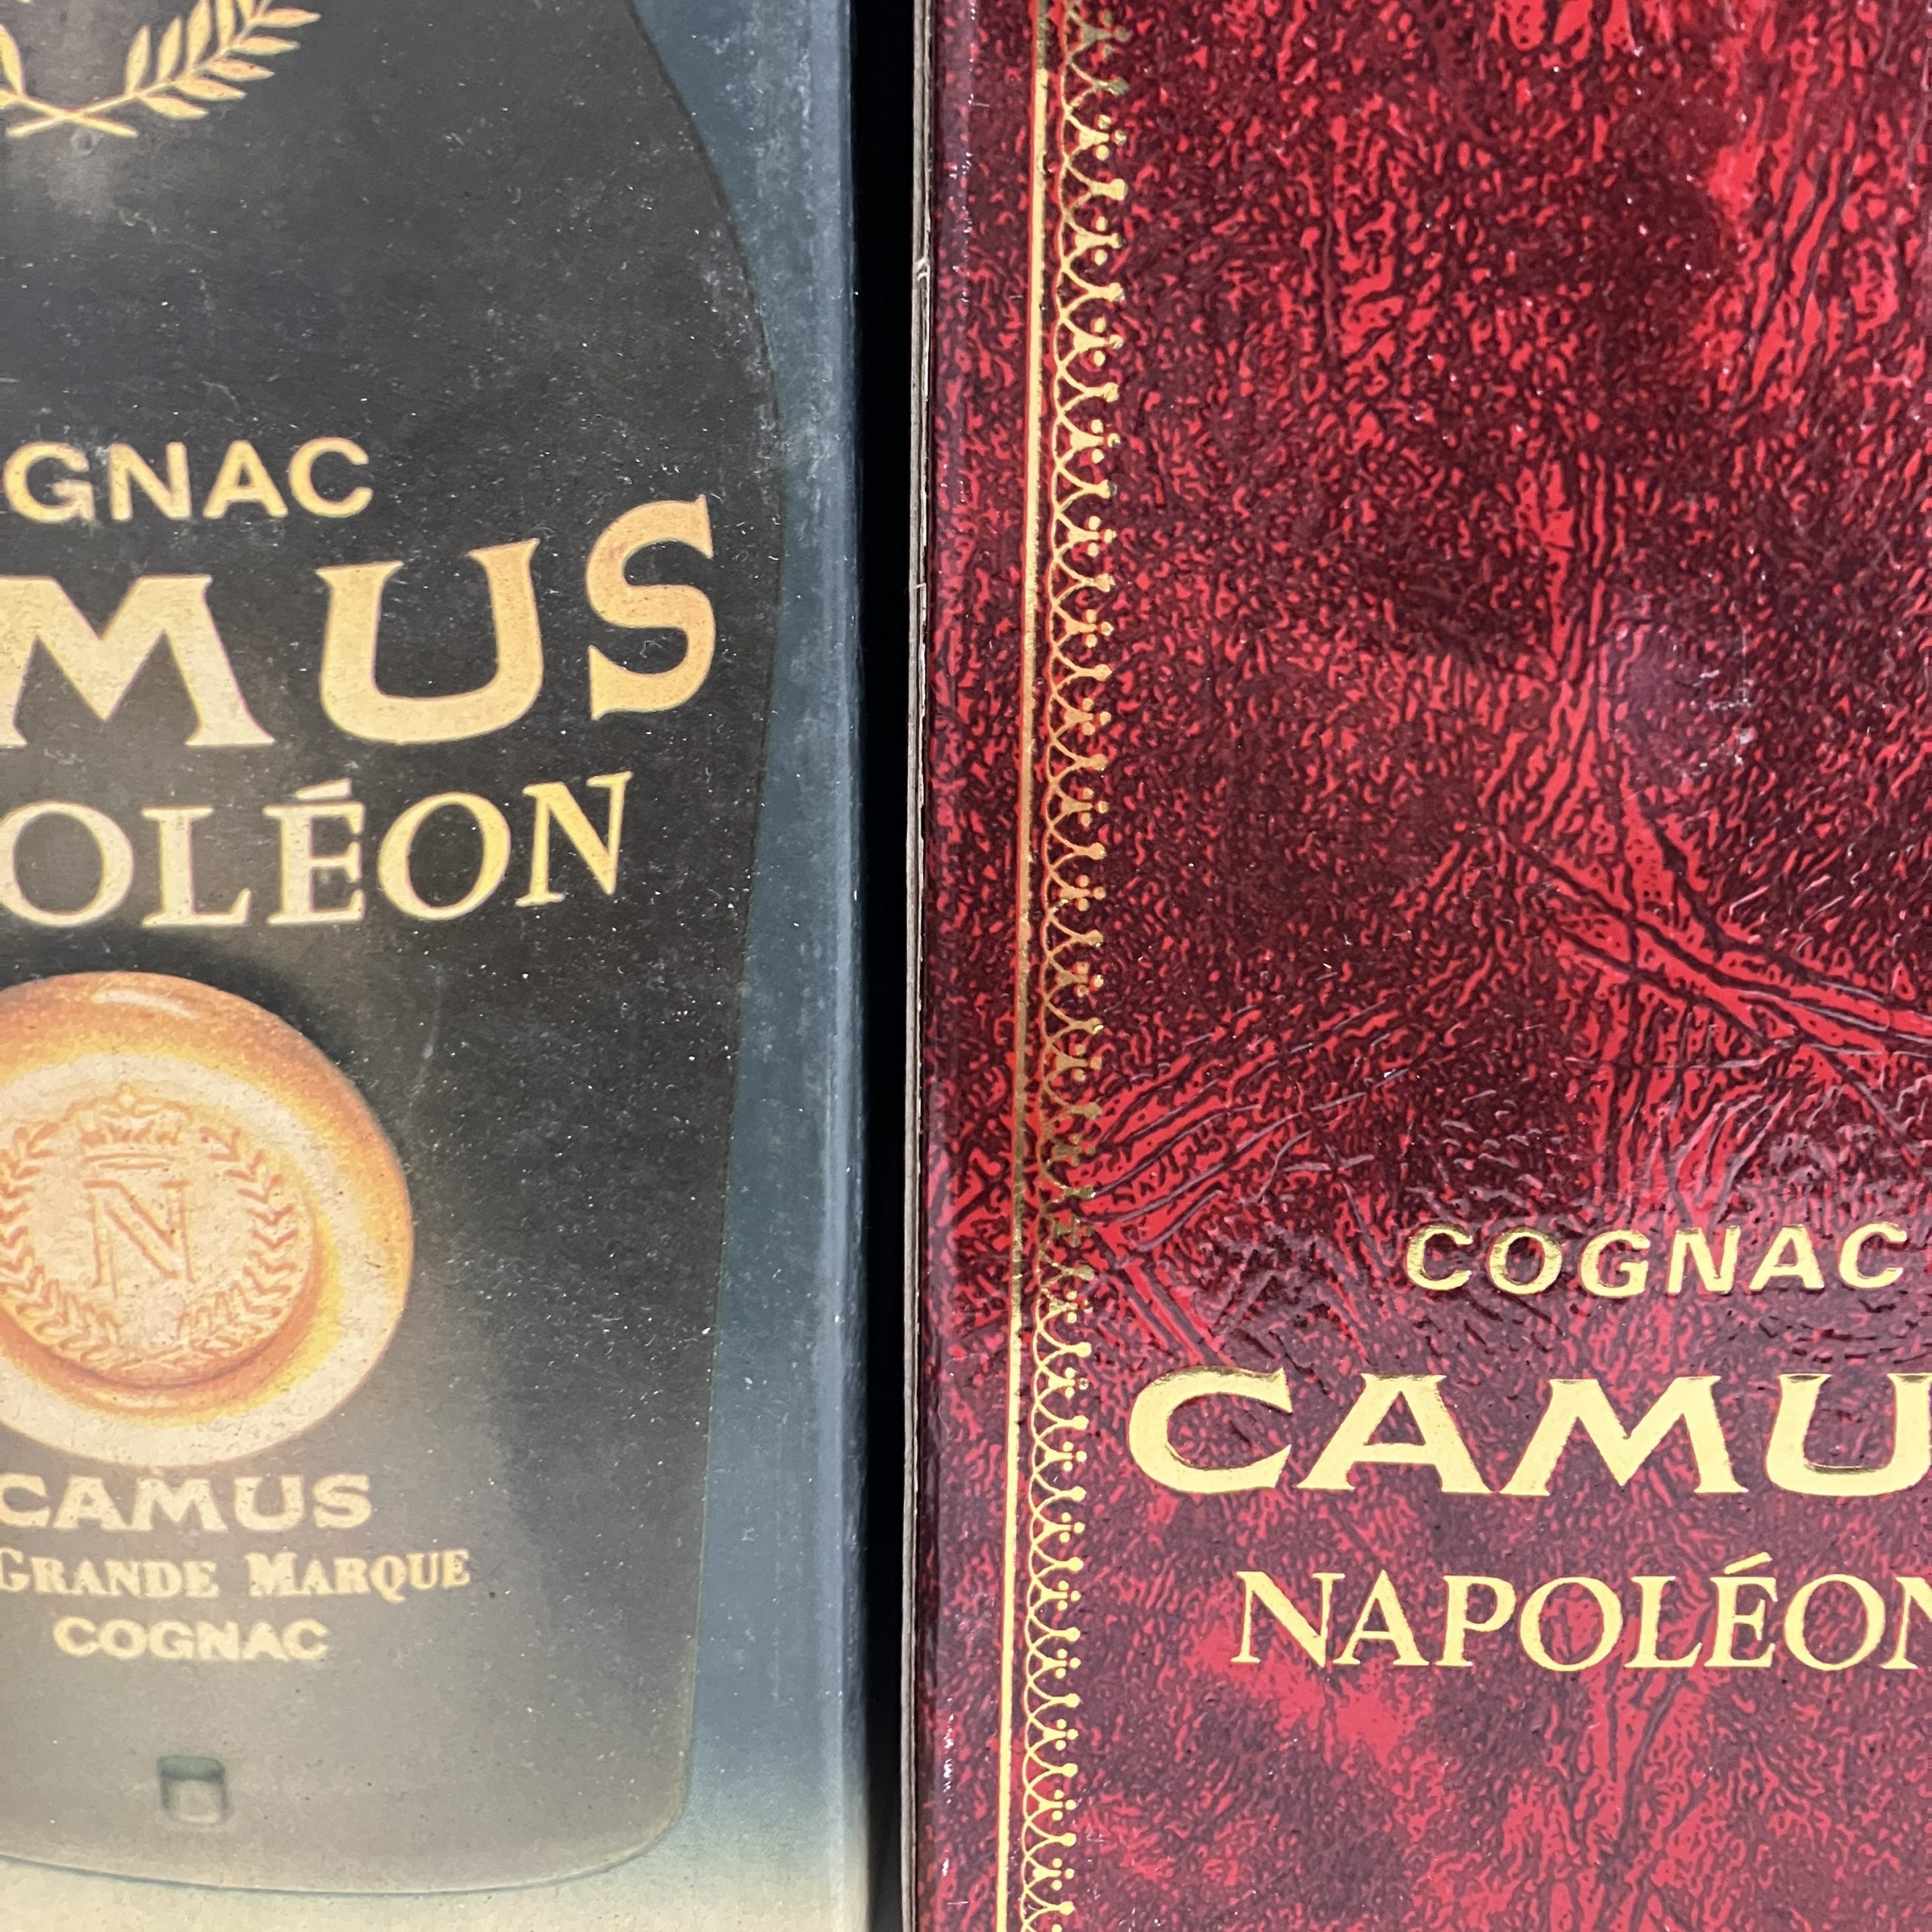 GNAC
MUS
OLÉON
N
CAMUS
GRANDE MARQUE
COGNAC
COGNAC
CAMU
NAPOLÉON